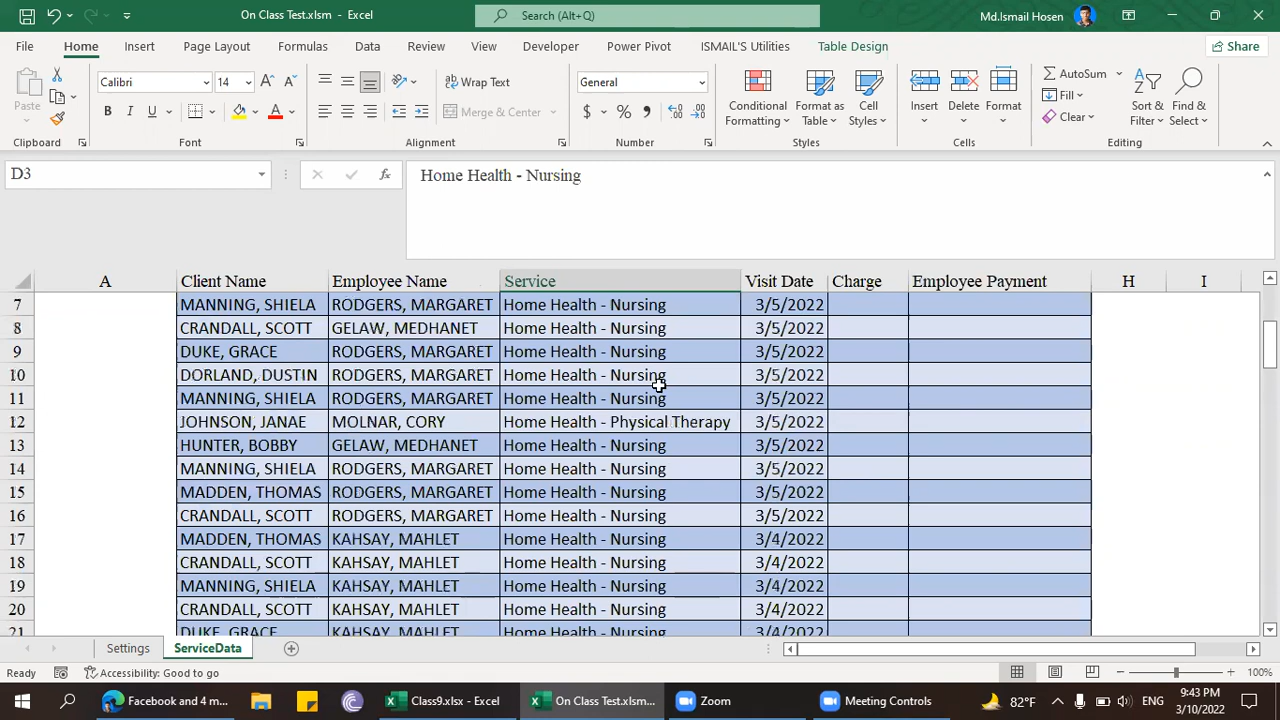 On Class Test.xlsm - Excel
Search (Alt+Q)
Md.Ismail Hosen
File Home Insert Page Layout Formulas Data Review View Developer Power Pivot ISMAIL'S Utilities Table Design Share
Paste
Calibri 14
Wrap Text
General
Conditional Formatting
Format as Table
Cell Styles
Insert
Delete
Format
AutoSum
Fill
Clear
Sort & Filter
Find & Select
B I U A
Merge & Center
$ % ,
Clipboard Font Alignment Number Styles Cells Editing
D3 fx Home Health - Nursing
A Client Name Employee Name Service Visit Date Charge Employee Payment H I
7 MANNING, SHIELA RODGERS, MARGARET Home Health - Nursing 3/5/2022
8 CRANDALL, SCOTT GELAW, MEDHANET Home Health - Nursing 3/5/2022
9 DUKE, GRACE RODGERS, MARGARET Home Health - Nursing 3/5/2022
10 DORLAND, DUSTIN RODGERS, MARGARET Home Health - Nursing 3/5/2022
11 MANNING, SHIELA RODGERS, MARGARET Home Health - Nursing 3/5/2022
12 JOHNSON, JANAE MOLNAR, CORY Home Health - Physical Therapy 3/5/2022
13 HUNTER, BOBBY GELAW, MEDHANET Home Health - Nursing 3/5/2022
14 MANNING, SHIELA RODGERS, MARGARET Home Health - Nursing 3/5/2022
15 MADDEN, THOMAS RODGERS, MARGARET Home Health - Nursing 3/5/2022
16 CRANDALL, SCOTT RODGERS, MARGARET Home Health - Nursing 3/5/2022
17 MADDEN, THOMAS KAHSAY, MAHLET Home Health - Nursing 3/4/2022
18 CRANDALL, SCOTT KAHSAY, MAHLET Home Health - Nursing 3/4/2022
19 MANNING, SHIELA KAHSAY, MAHLET Home Health - Nursing 3/4/2022
20 CRANDALL, SCOTT KAHSAY, MAHLET Home Health - Nursing 3/4/2022
21 DUKE, GRACE KAHSAY, MAHLET Home Health - Nursing 3/4/2022
Settings ServiceData
Ready Accessibility: Good to go 100%
Facebook and 4 m... Class9.xlsx - Excel On Class Test.xlsm... Zoom Meeting Controls 82°F ENG 9:43 PM
3/10/2022